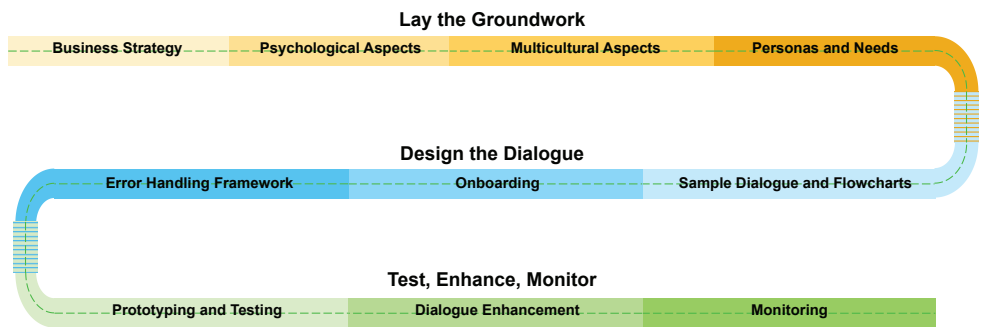 Lay the Groundwork
Business Strategy Psychological Aspects Multicultural Aspects Personas and Needs
Design the Dialogue
Error Handling Framework Onboarding Sample Dialogue and Flowcharts
Test, Enhance, Monitor
Prototyping and Testing Dialogue Enhancement Monitoring